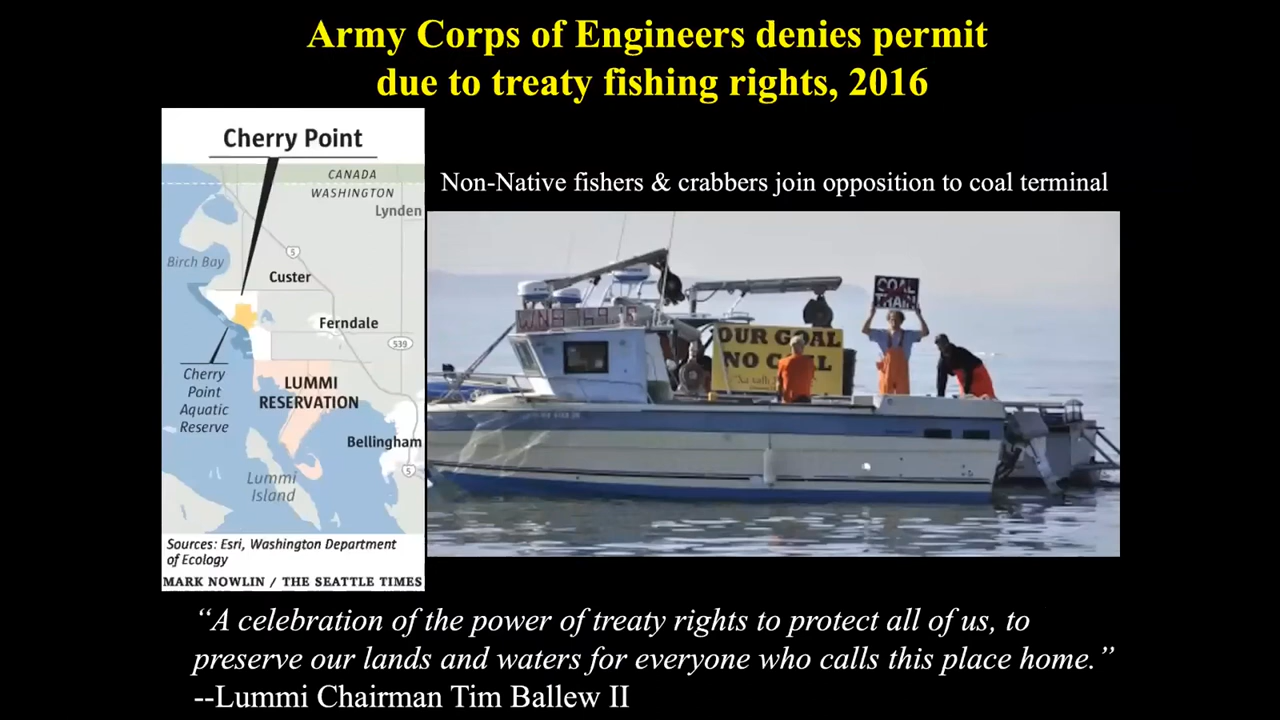 Army Corps of Engineers denies permit
due to treaty fishing rights, 2016
Cherry Point
CANADA
WASHINGTON
Lynden
5
Birch Bay
Custer
Ferndale
539
Cherry
Point
Aquatic
Reserve
LUMMI
RESERVATION
Bellingham
5
Lummi
Island
Sources: Esri, Washington Department
of Ecology
MARK NOWLIN / THE SEATTLE TIMES
Non-Native fishers & crabbers join opposition to coal terminal
COAL
TRAIN
OUR GOAL
NO COAL
“A celebration of the power of treaty rights to protect all of us, to
preserve our lands and waters for everyone who calls this place home.”
--Lummi Chairman Tim Ballew II